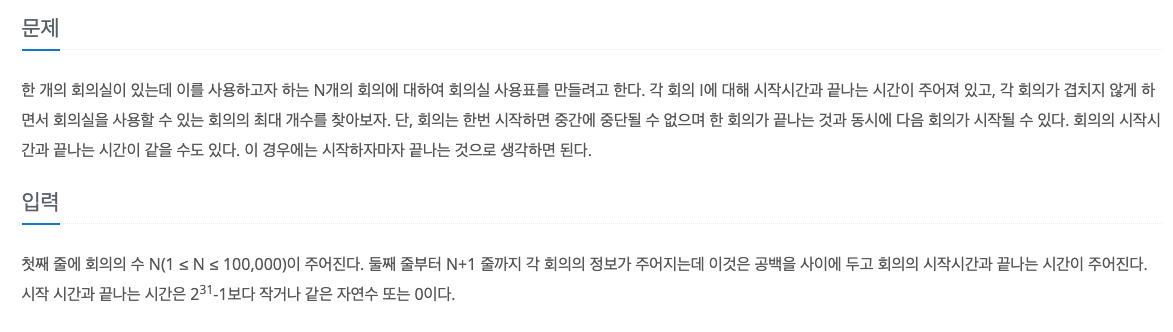 문제
한 개의 회의실이 있는데 이를 사용하고자 하는 N개의 회의에 대하여 회의실 사용표를 만들려고 한다. 각 회의 I에 대해 시작시간과 끝나는 시간이 주어져 있고, 각 회의가 겹치지 않게 하
면서 회의실을 사용할 수 있는 회의의 최대 개수를 찾아보자. 단, 회의는 한번 시작하면 중간에 중단될 수 없으며 한 회의가 끝나는 것과 동시에 다음 회의가 시작될 수 있다. 회의의 시작시
간과 끝나는 시간이 같을 수도 있다. 이 경우에는 시작하자마자 끝나는 것으로 생각하면 된다.
입력
첫째 줄에 회의의 수 N(1 ≤ N ≤ 100,000)이 주어진다. 둘째 줄부터 N+1 줄까지 각 회의의 정보가 주어지는데 이것은 공백을 사이에 두고 회의의 시작시간과 끝나는 시간이 주어진다.
시작 시간과 끝나는 시간은 2³¹-1보다 작거나 같은 자연수 또는 0이다.